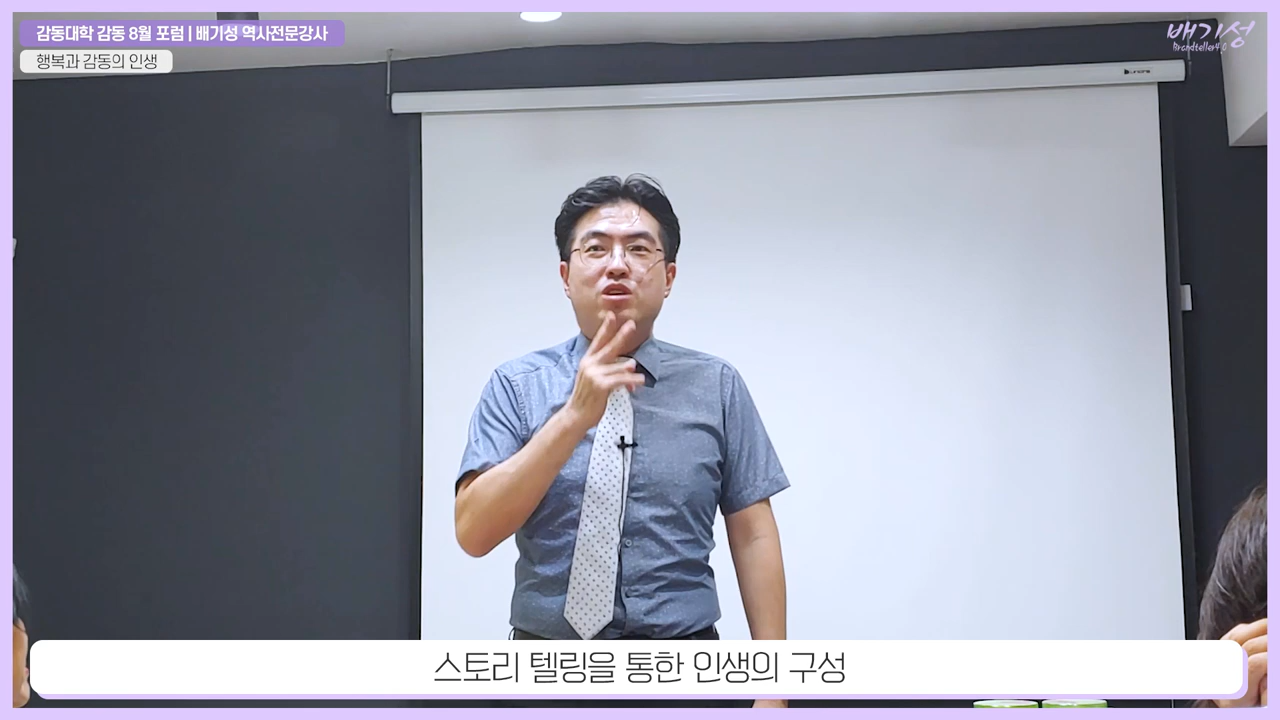 감동대학 감동 8월 포럼 | 배기성 역사전문강사
행복과 감동의 인생
배기성
Brandteller4.0
스토리 텔링을 통한 인생의 구성